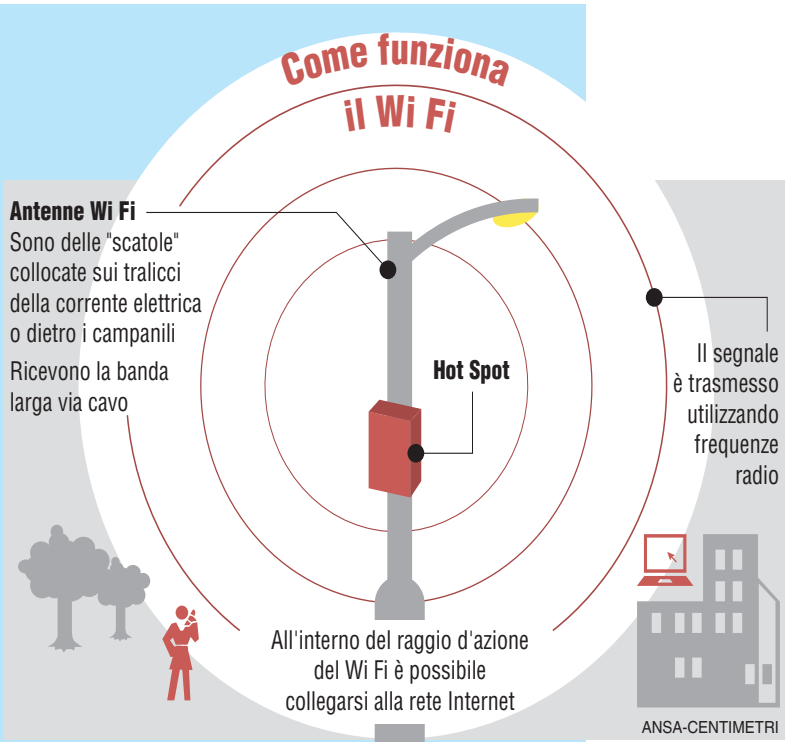 Come funziona
il Wi Fi
Antenne Wi Fi
Sono delle "scatole"
collocate sui tralicci
della corrente elettrica
o dietro i campanili
Ricevono la banda
larga via cavo
Hot Spot
Il segnale
è trasmesso
utilizzando
frequenze
radio
All'interno del raggio d'azione
del Wi Fi è possibile
collegarsi alla rete Internet
ANSA-CENTIMETRI